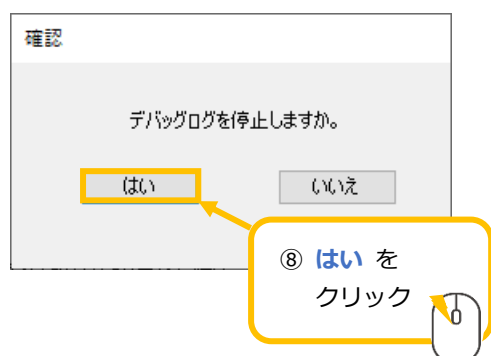 確認
デバッグログを停止しますか。
はい
いいえ
⑧ はい を
クリック